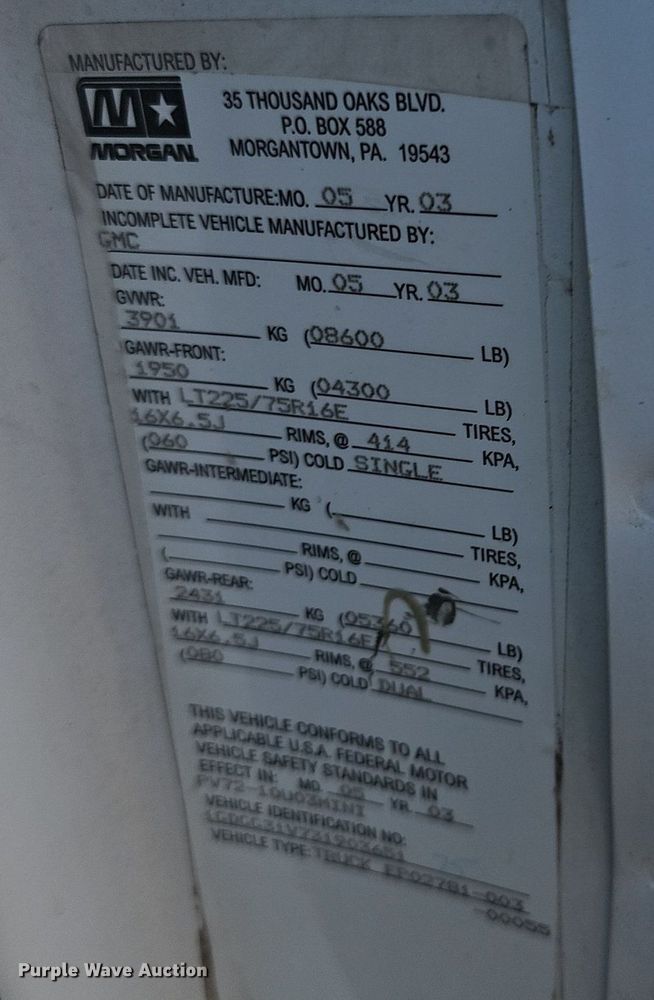 MANUFACTURED BY:
MORGAN
35 THOUSAND OAKS BLVD.
P.O. BOX 588
MORGANTOWN, PA. 19543
DATE OF MANUFACTURE:MO. 05 YR. 03
INCOMPLETE VEHICLE MANUFACTURED BY:
GMC
DATE INC. VEH. MFD: MO. 05 YR. 03
GVWR:
3901 KG (08600 LB)
GAWR-FRONT:
1950 KG (04300 LB)
WITH LT225/75R16E TIRES,
16X6.5J RIMS, @ 414 KPA,
(060 PSI) COLD SINGLE
GAWR-INTERMEDIATE:
KG ( LB)
WITH TIRES,
RIMS, @ KPA,
( PSI) COLD
GAWR-REAR:
2431 KG (05360 LB)
WITH LT225/75R16E TIRES,
16X6.5J RIMS, @ 552 KPA,
(080 PSI) COLD DUAL
THIS VEHICLE CONFORMS TO ALL
APPLICABLE U.S.A. FEDERAL MOTOR
VEHICLE SAFETY STANDARDS IN
EFFECT IN: MO. 05 YR. 03
VEHICLE IDENTIFICATION NO:
VEHICLE TYPE: TRUCK
Purple Wave Auction